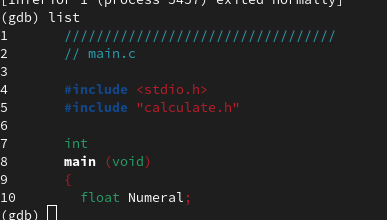 [Inferior 1 (process 5457) exited normally]
(gdb) list
1 //////////////////////////////////
2 // main.c
3
4 #include <stdio.h>
5 #include "calculate.h"
6
7 int
8 main (void)
9 {
10 float Numeral;
(gdb)